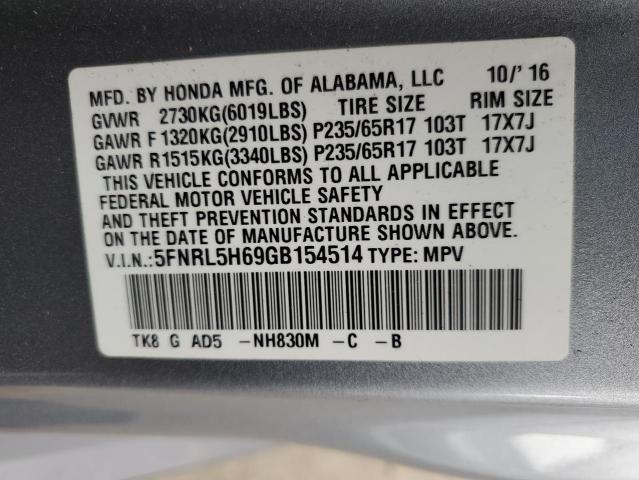 MFD. BY HONDA MFG. OF ALABAMA, LLC 10/'16
GVWR 2730KG(6019LBS) TIRE SIZE RIM SIZE
GAWR F 1320KG(2910LBS) P235/65R17 103T 17X7J
GAWR R1515KG(3340LBS) P235/65R17 103T 17X7J
THIS VEHICLE CONFORMS TO ALL APPLICABLE
FEDERAL MOTOR VEHICLE SAFETY
AND THEFT PREVENTION STANDARDS IN EFFECT
ON THE DATE OF MANUFACTURE SHOWN ABOVE.
V.I.N.:5FNRL5H69GB154514 TYPE: MPV
TK8 G AD5 -NH830M -C -B